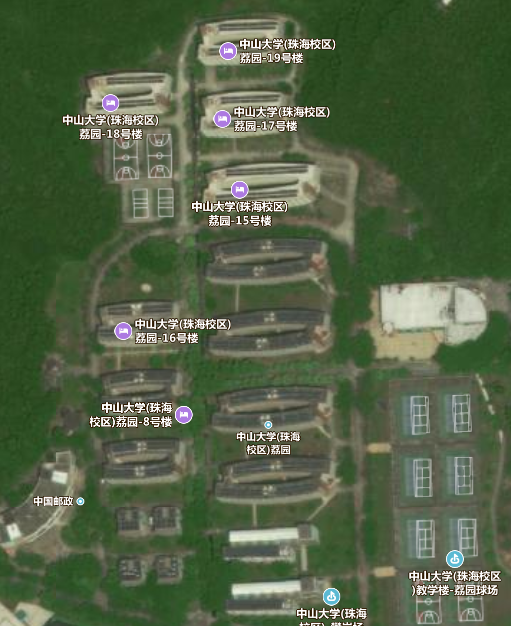 中山大学(珠海校区)
荔园-19号楼
中山大学(珠海校区)
荔园-18号楼
中山大学(珠海校区)
荔园-17号楼
中山大学(珠海校区)
荔园-15号楼
中山大学(珠海校区)
荔园-16号楼
中山大学(珠海
校区)荔园-8号楼
中山大学(珠海
校区)荔园
中国邮政
中山大学(珠海校区
)教学楼-荔园球场
中山大学(珠海